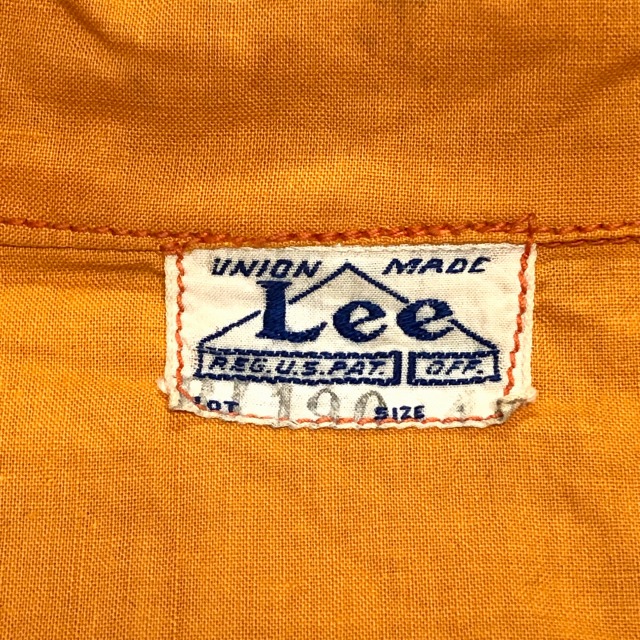 UNION MADE
Lee
REG. U.S. PAT. OFF.
LOT SIZE